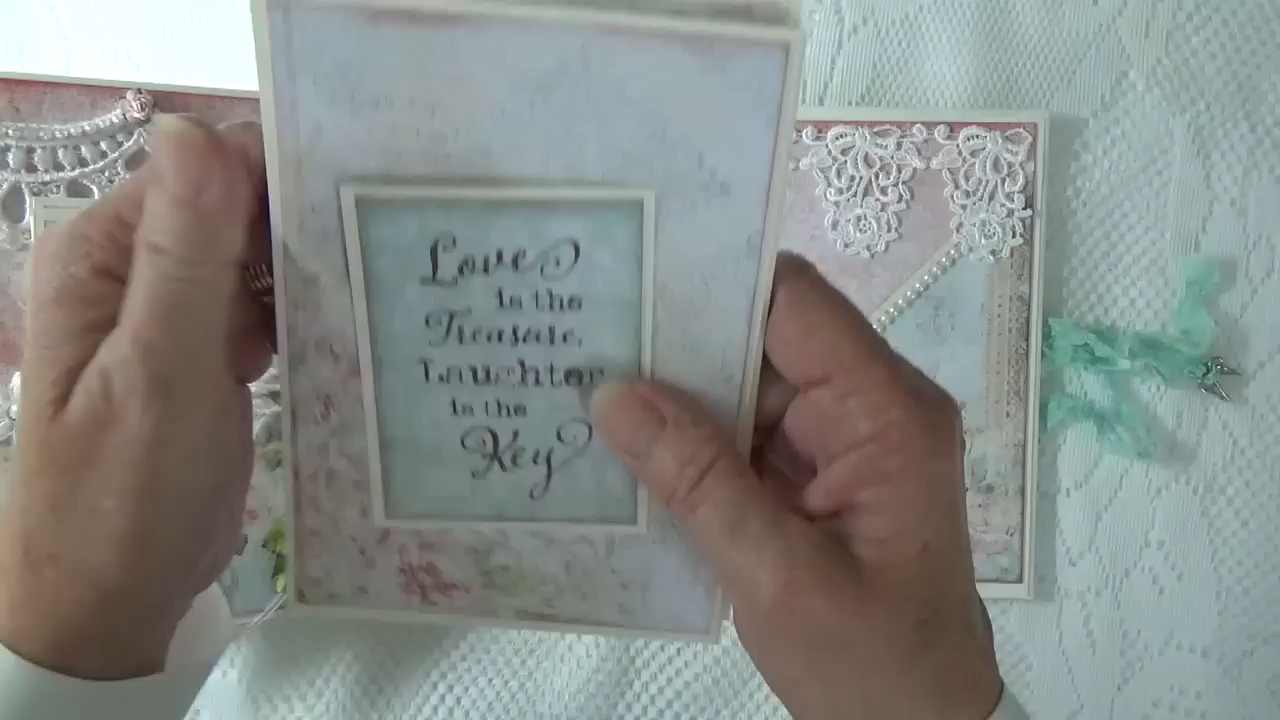 Love
is the
Treasure,
Laughter
is the
Key